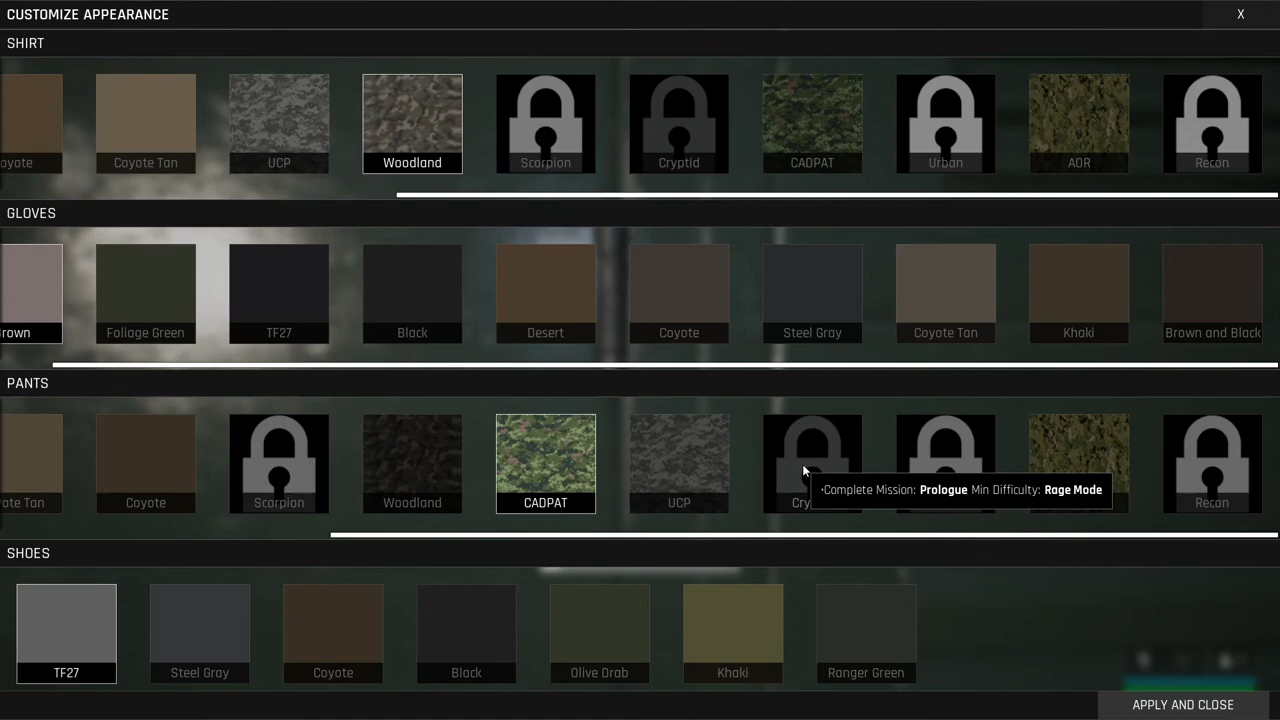 CUSTOMIZE APPEARANCE
X
SHIRT
oyote
Coyote Tan
UCP
Woodland
Scorpion
Cryptid
CADPAT
Urban
AOR
Recon
GLOVES
rown
Foliage Green
TF27
Black
Desert
Coyote
Steel Gray
Coyote Tan
Khaki
Brown and Black
PANTS
ote Tan
Coyote
Scorpion
Woodland
CADPAT
UCP
Cry
Recon
·Complete Mission: Prologue Min Difficulty: Rage Mode
SHOES
TF27
Steel Gray
Coyote
Black
Olive Drab
Khaki
Ranger Green
APPLY AND CLOSE